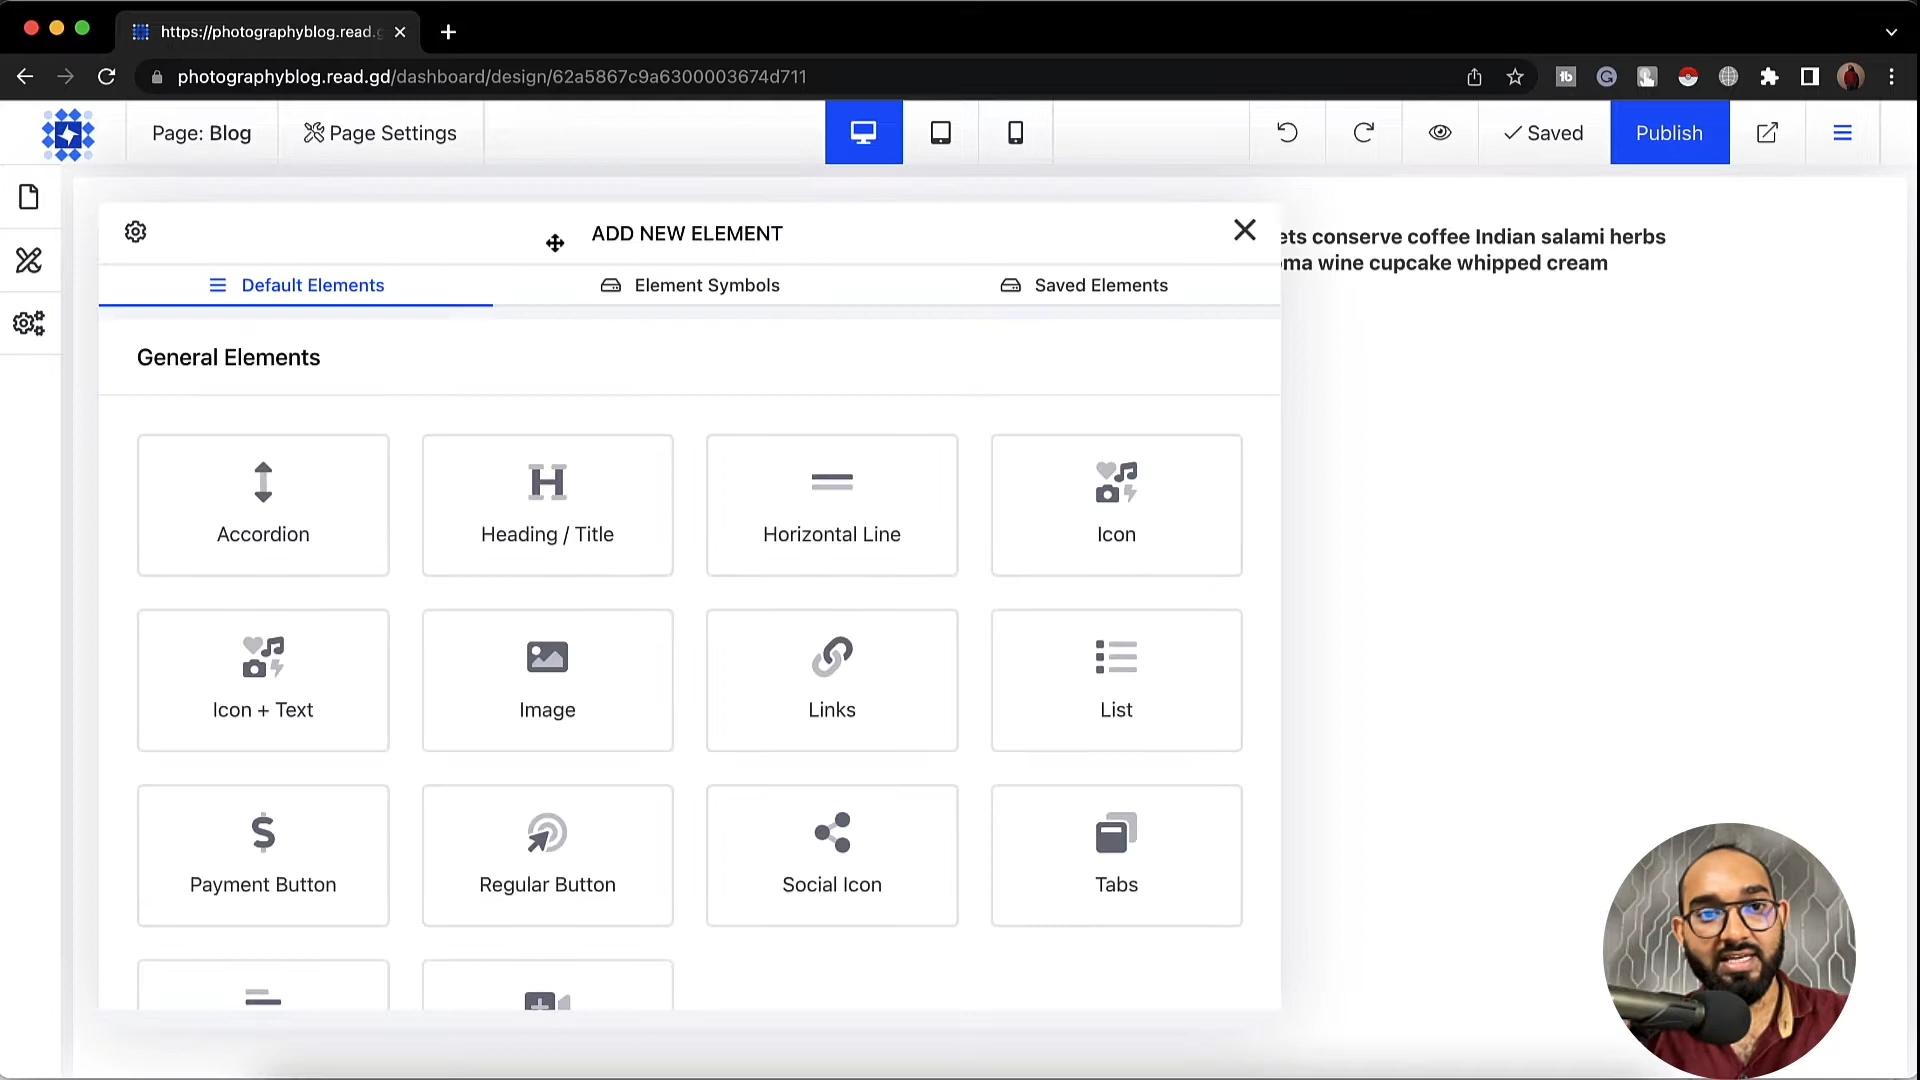 https://photographyblog.read.g
photographyblog.read.gd/dashboard/design/62a5867c9a6300003674d711
Page: Blog
Page Settings
Saved
Publish
ADD NEW ELEMENT
Default Elements
Element Symbols
Saved Elements
ets conserve coffee Indian salami herbs
oma wine cupcake whipped cream
General Elements
Accordion
Heading / Title
Horizontal Line
Icon
Icon + Text
Image
Links
List
Payment Button
Regular Button
Social Icon
Tabs